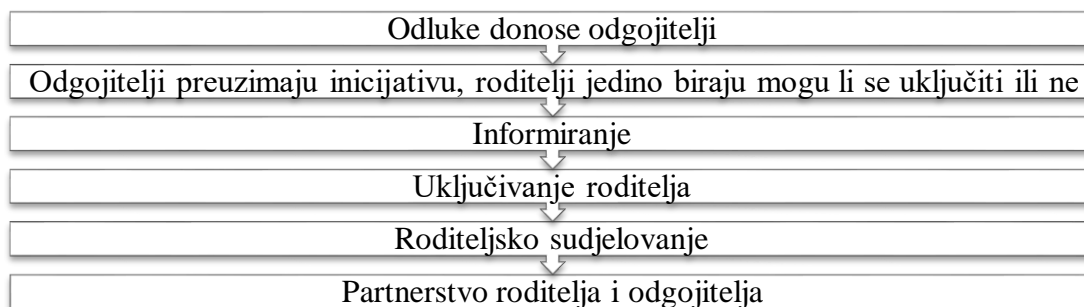 Odluke donose odgojitelji
Odgojitelji preuzimaju inicijativu, roditelji jedino biraju mogu li se uključiti ili ne
Informiranje
Uključivanje roditelja
Roditeljsko sudjelovanje
Partnerstvo roditelja i odgojitelja